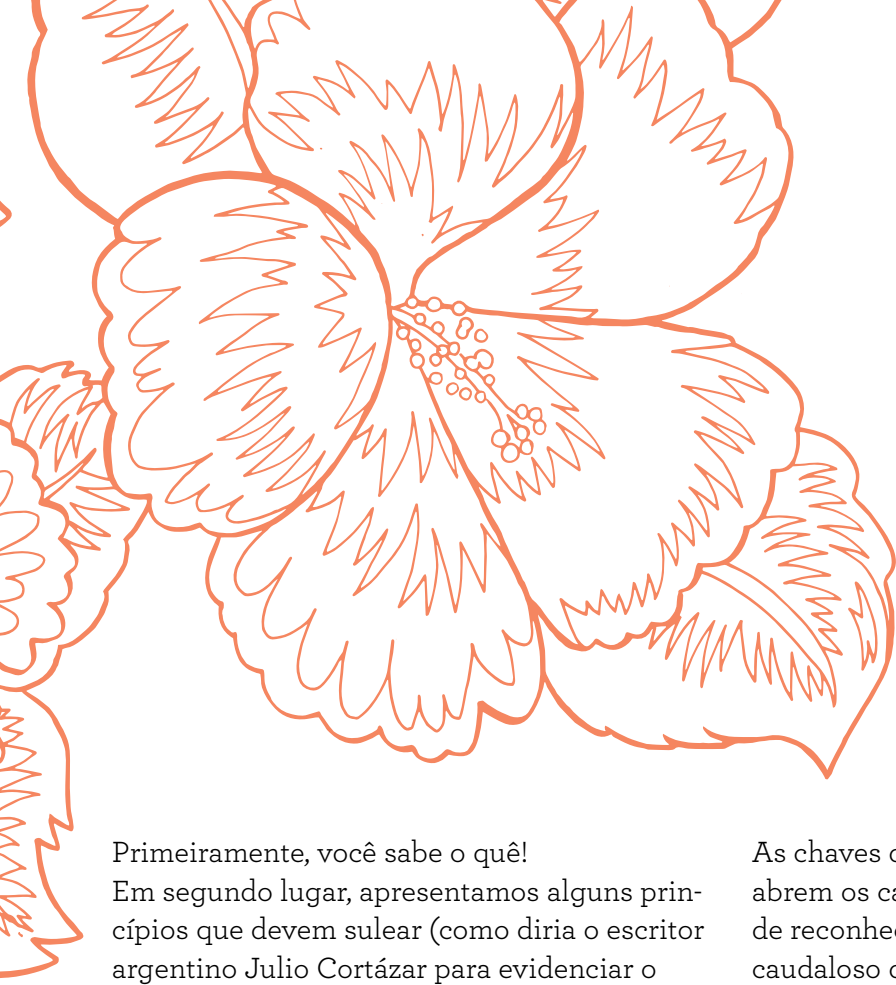 Primeiramente, você sabe o quê!
Em segundo lugar, apresentamos alguns prin-
cípios que devem sulear (como diria o escritor
argentino Julio Cortázar para evidenciar o
As chaves
abrem os
de
caudaloso